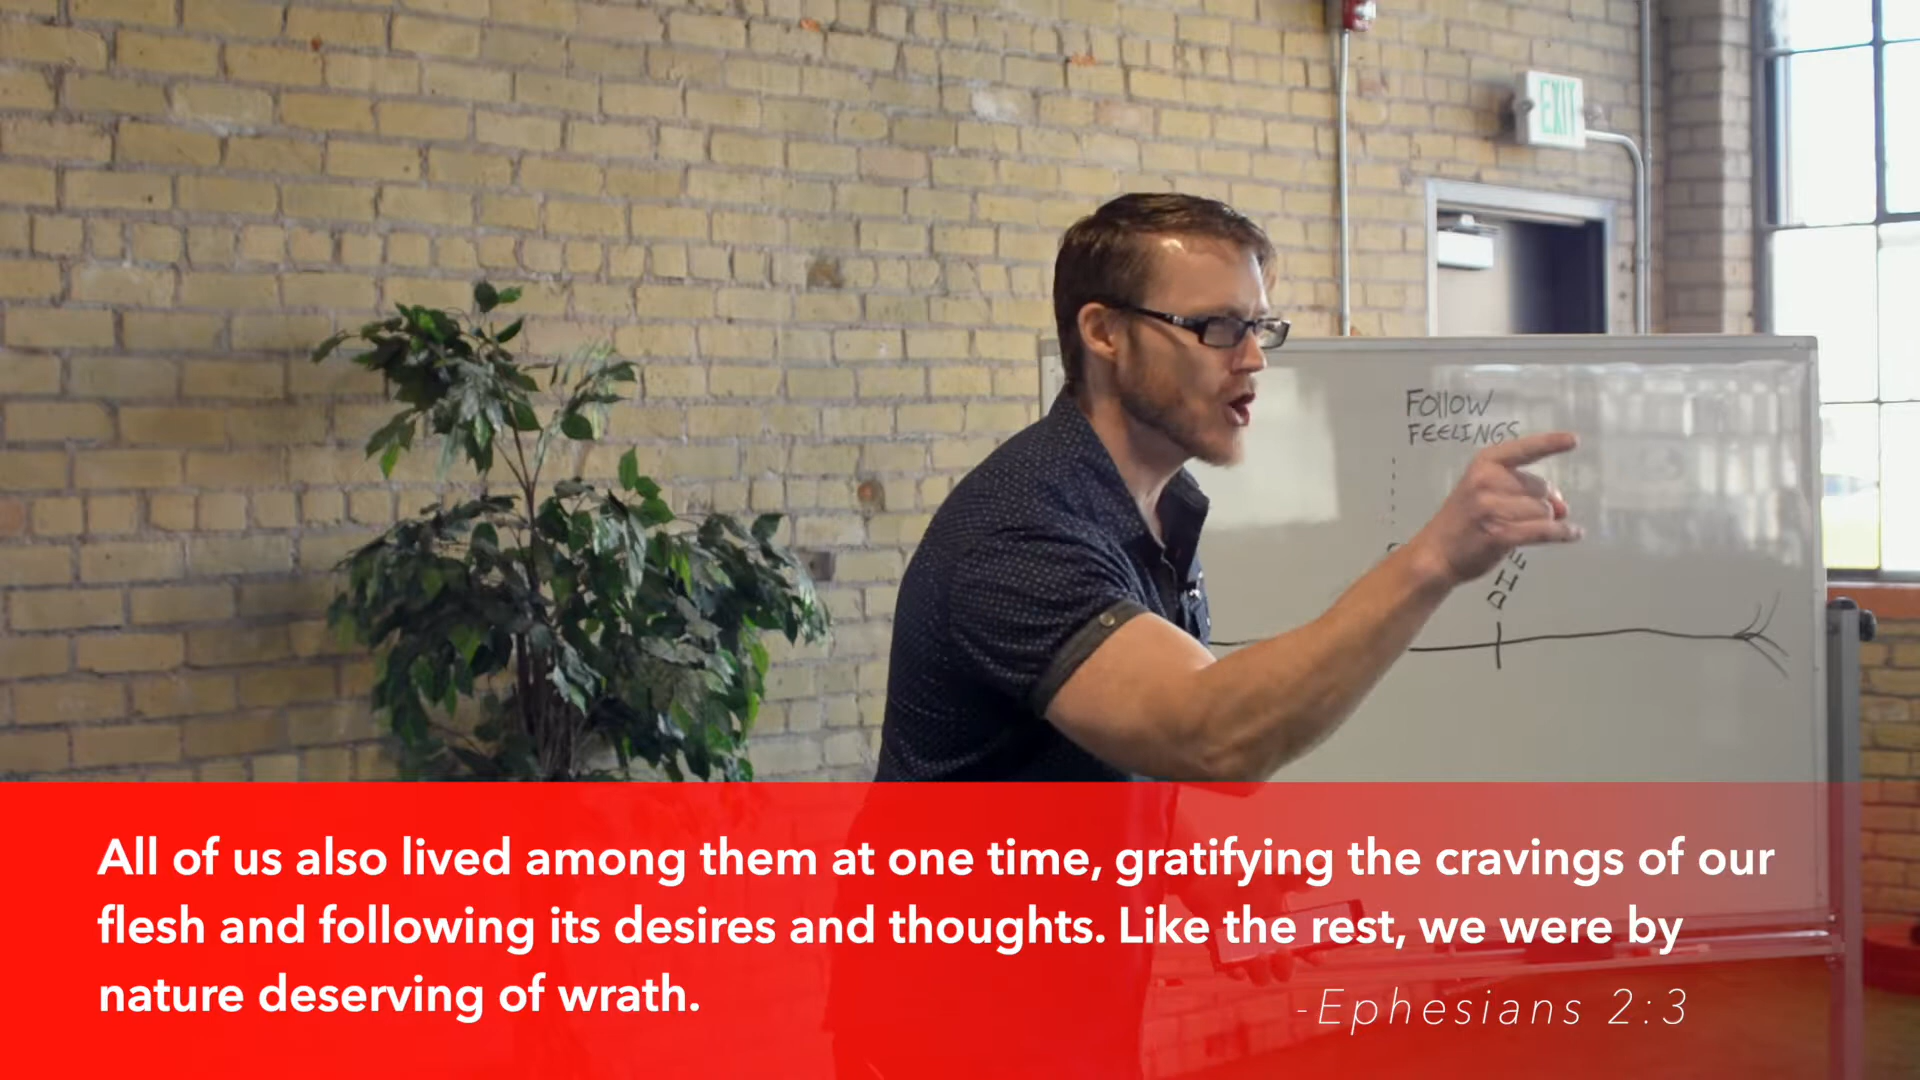 EXIT
FOLLOW
FEELINGS
DIE
All of us also lived among them at one time, gratifying the cravings of our
flesh and following its desires and thoughts. Like the rest, we were by
nature deserving of wrath.
-Ephesians 2:3